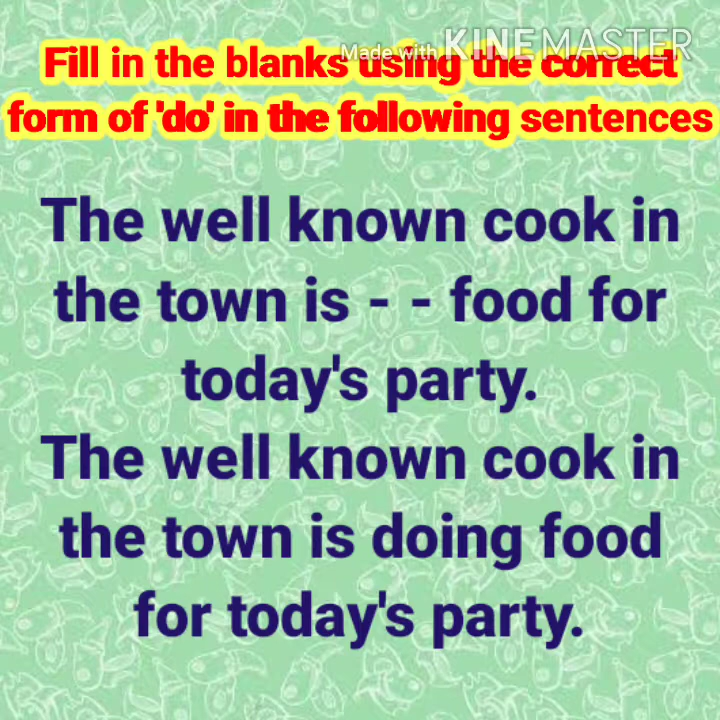 Made with KINEMASTER
Fill in the blanks using the correct
form of 'do' in the following sentences
The well known cook in
the town is - - food for
today's party.
The well known cook in
the town is doing food
for today's party.